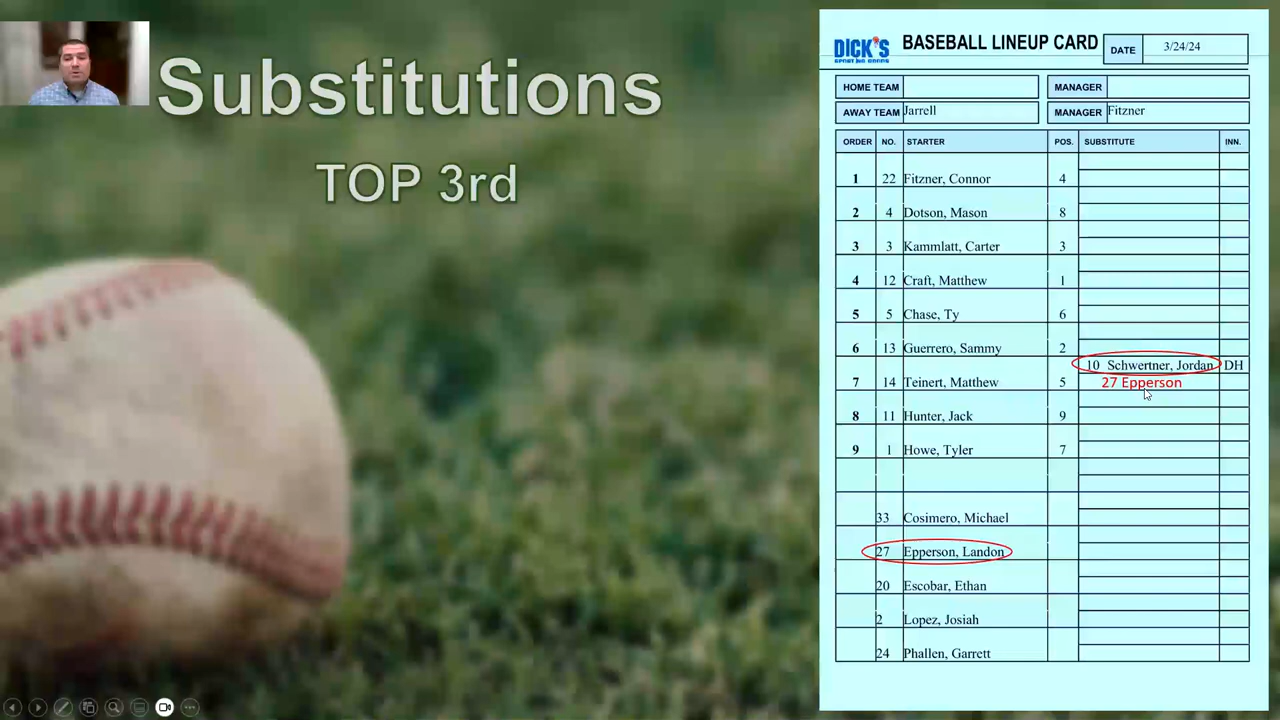 Substitutions
TOP 3rd
DICK'S
SPORTING GOODS
BASEBALL LINEUP CARD
DATE 3/24/24
HOME TEAM MANAGER
AWAY TEAM Jarrell MANAGER Fitzner
ORDER NO. STARTER POS. SUBSTITUTE INN.
1 22 Fitzner, Connor 4
2 4 Dotson, Mason 8
3 3 Kammlatt, Carter 3
4 12 Craft, Matthew 1
5 5 Chase, Ty 6
6 13 Guerrero, Sammy 2
10 Schwertner, Jordan DH
7 14 Teinert, Matthew 5 27 Epperson
8 11 Hunter, Jack 9
9 1 Howe, Tyler 7
33 Cosimero, Michael
27 Epperson, Landon
20 Escobar, Ethan
2 Lopez, Josiah
24 Phallen, Garrett